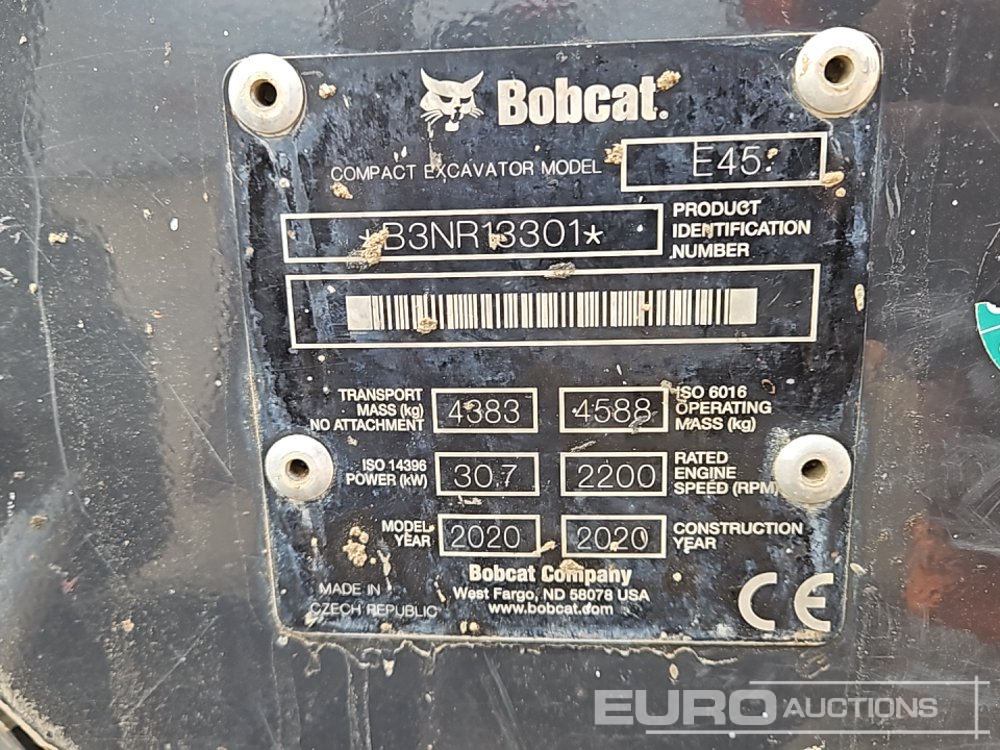 Bobcat.
COMPACT EXCAVATOR MODEL E45
*B3NR13301*
PRODUCT
IDENTIFICATION
NUMBER
TRANSPORT
MASS (kg)
NO ATTACHMENT
4383
4588
ISO 6016
OPERATING
MASS (kg)
ISO 14396
POWER (kW)
30.7
2200
RATED
ENGINE
SPEED (RPM)
MODEL
YEAR
2020
2020
CONSTRUCTION
YEAR
Bobcat Company
West Fargo, ND 58078 USA
www.bobcat.com
MADE IN
CZECH REPUBLIC
CE
EURO AUCTIONS